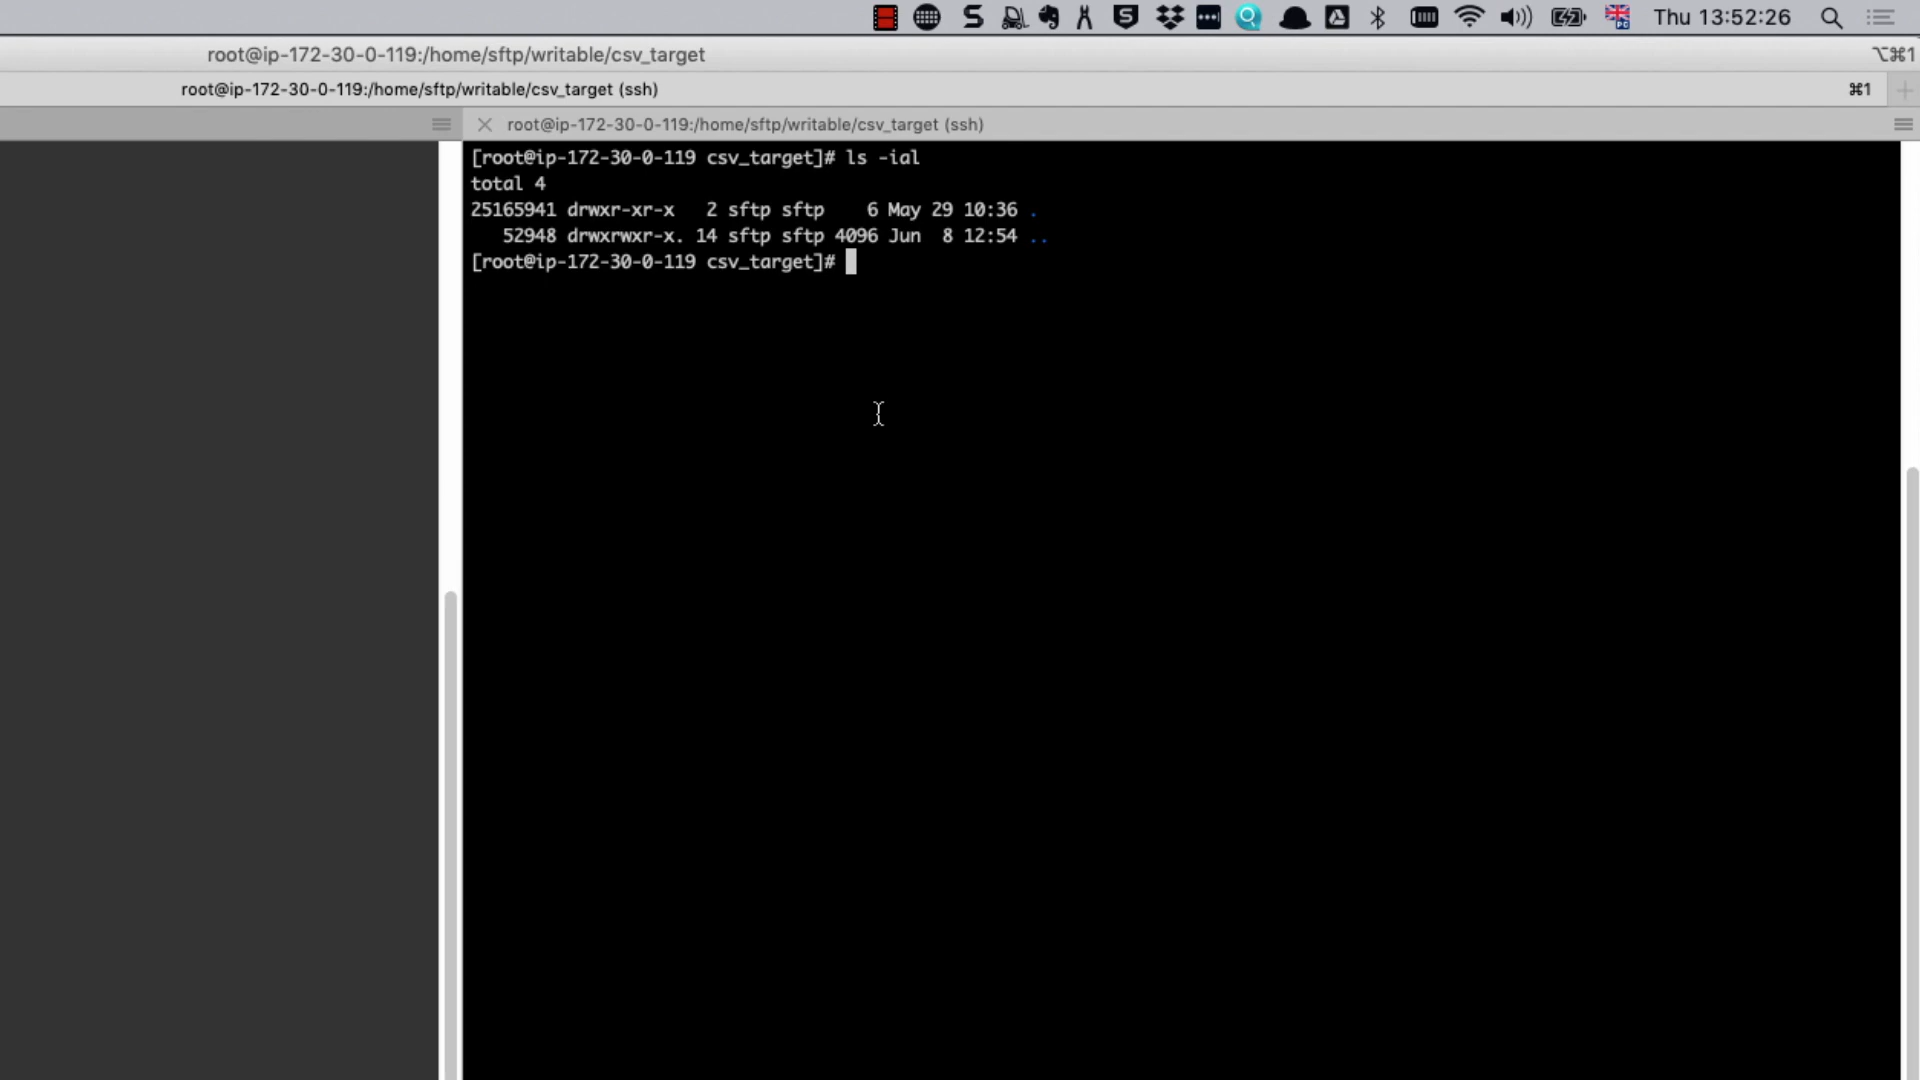 Thu 13:52:26
root@ip-172-30-0-119:/home/sftp/writable/csv_target
⌥⌘1
root@ip-172-30-0-119:/home/sftp/writable/csv_target (ssh)
⌘1
root@ip-172-30-0-119:/home/sftp/writable/csv_target (ssh)
[root@ip-172-30-0-119 csv_target]# ls -ial
total 4
25165941 drwxr-xr-x   2 sftp sftp    6 May 29 10:36 .
   52948 drwxrwxr-x. 14 sftp sftp 4096 Jun  8 12:54 ..
[root@ip-172-30-0-119 csv_target]#